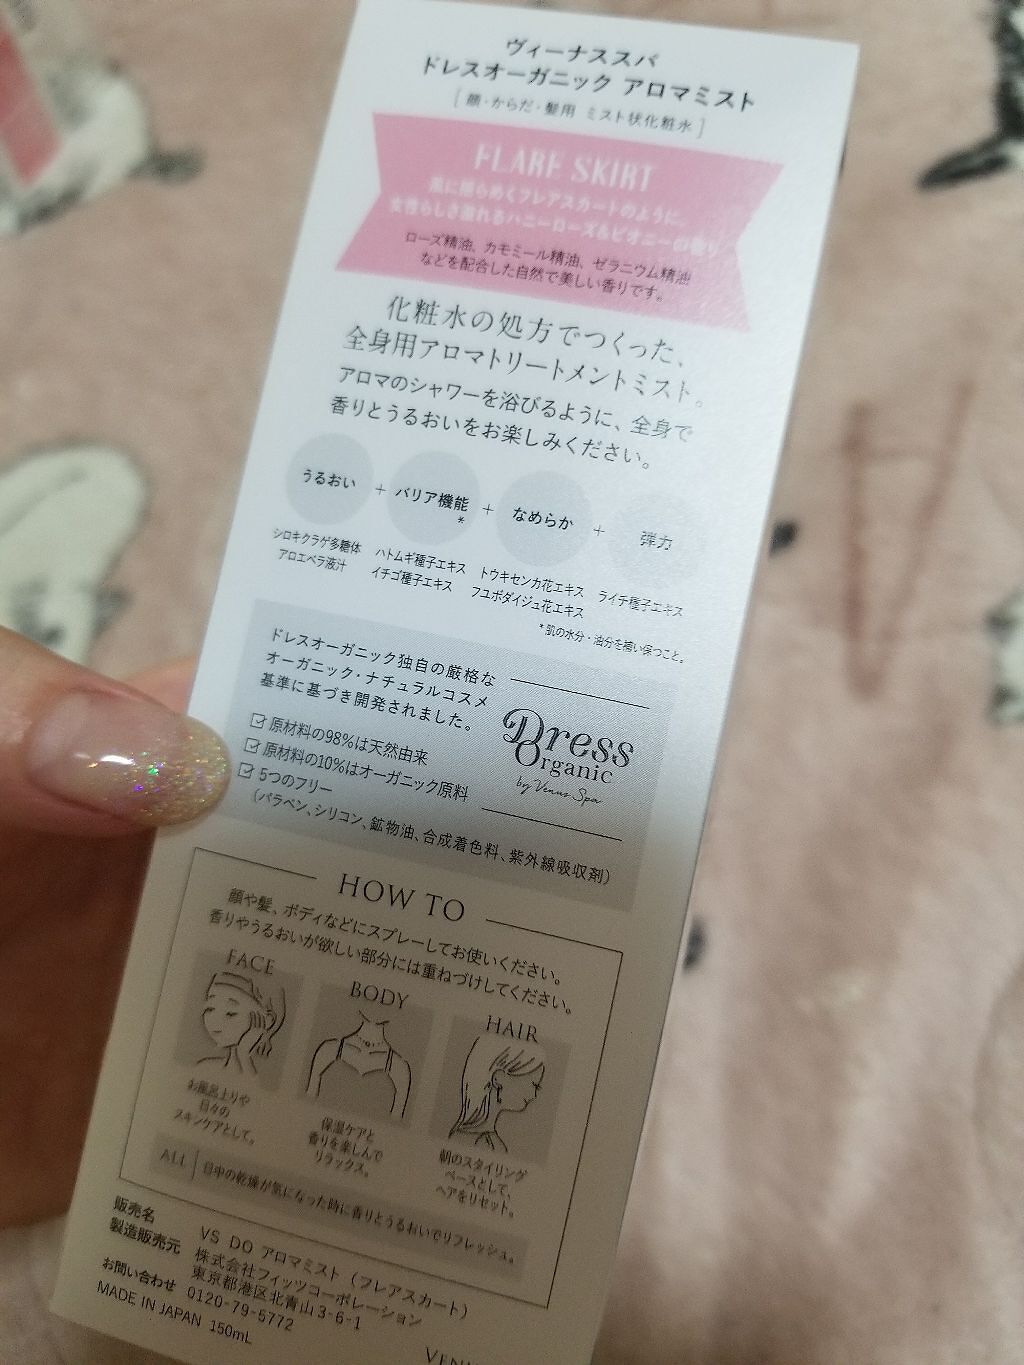 ヴィーナススパ
ドレスオーガニック アロマミスト
[ 顔・からだ・髪用 ミスト状化粧水 ]
FLARE SKIRT
風に揺らめくフレアスカートのように、
女性らしさ溢れるハニーローズ&ピオニーの香り
ローズ精油、カモミール精油、ゼラニウム精油
などを配合した自然で美しい香りです。
化粧水の処方でつくった、
全身用アロマトリートメントミスト。
アロマのシャワーを浴びるように、全身で
香りとうるおいをお楽しみください。
うるおい + バリア機能* + なめらか + 弾力
シロキクラゲ多糖体 ハトムギ種子エキス トウキセンカ花エキス ライチ種子エキス
アロエベラ液汁 イチゴ種子エキス フユボダイジュ花エキス
*肌の水分・油分を補い保つこと。
ドレスオーガニック独自の厳格な
オーガニック・ナチュラルコスメ
基準に基づき開発されました。
☑ 原材料の98%は天然由来
☑ 原材料の10%はオーガニック原料
☑ 5つのフリー
(パラベン、シリコン、鉱物油、合成着色料、紫外線吸収剤)
Dress
Organic
by Venus Spa
HOW TO
顔や髪、ボディなどにスプレーしてお使いください。
香りやうるおいが欲しい部分には重ねづけしてください。
FACE
お風呂上りや
日々の
スキンケアとして。
BODY
保湿ケアと
香りを楽しんで
リラックス。
HAIR
朝のスタイリング
ベースとして、
ヘアをリセット。
ALL 日中の乾燥が気になった時に香りとうるおいでリフレッシュ。
販売名 VS DO アロマミスト（フレアスカート）
製造販売元 株式会社フィッツコーポレーション
東京都港区北青山3-6-1
お問い合わせ 0120-79-5772
MADE IN JAPAN 150mL